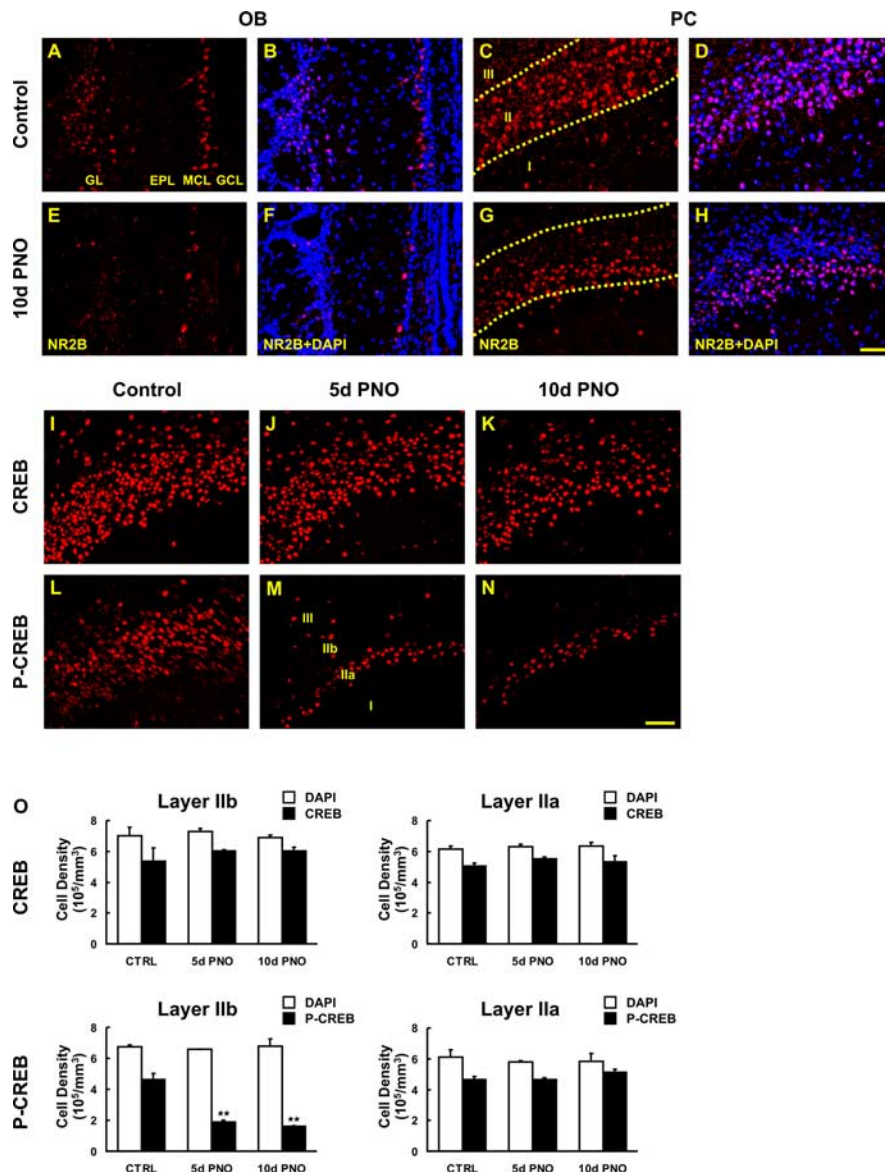 OB PC
Control
A B C D
III
II
I
GL EPL MCL GCL
10d PNO
E F G H
NR2B NR2B+DAPI NR2B NR2B+DAPI
Control 5d PNO 10d PNO
CREB
I J K
P-CREB
L M N
III
IIb
IIa
I
O
CREB
Layer IIb
DAPI
CREB
Cell Density
(10⁵/mm³)
8
6
4
2
0
CTRL 5d PNO 10d PNO
Layer IIa
DAPI
CREB
Cell Density
(10⁵/mm³)
8
6
4
2
0
CTRL 5d PNO 10d PNO
P-CREB
Layer IIb
DAPI
P-CREB
Cell Density
(10⁵/mm³)
8
6
4
2
0
** **
CTRL 5d PNO 10d PNO
Layer IIa
DAPI
P-CREB
Cell Density
(10⁵/mm³)
8
6
4
2
0
CTRL 5d PNO 10d PNO